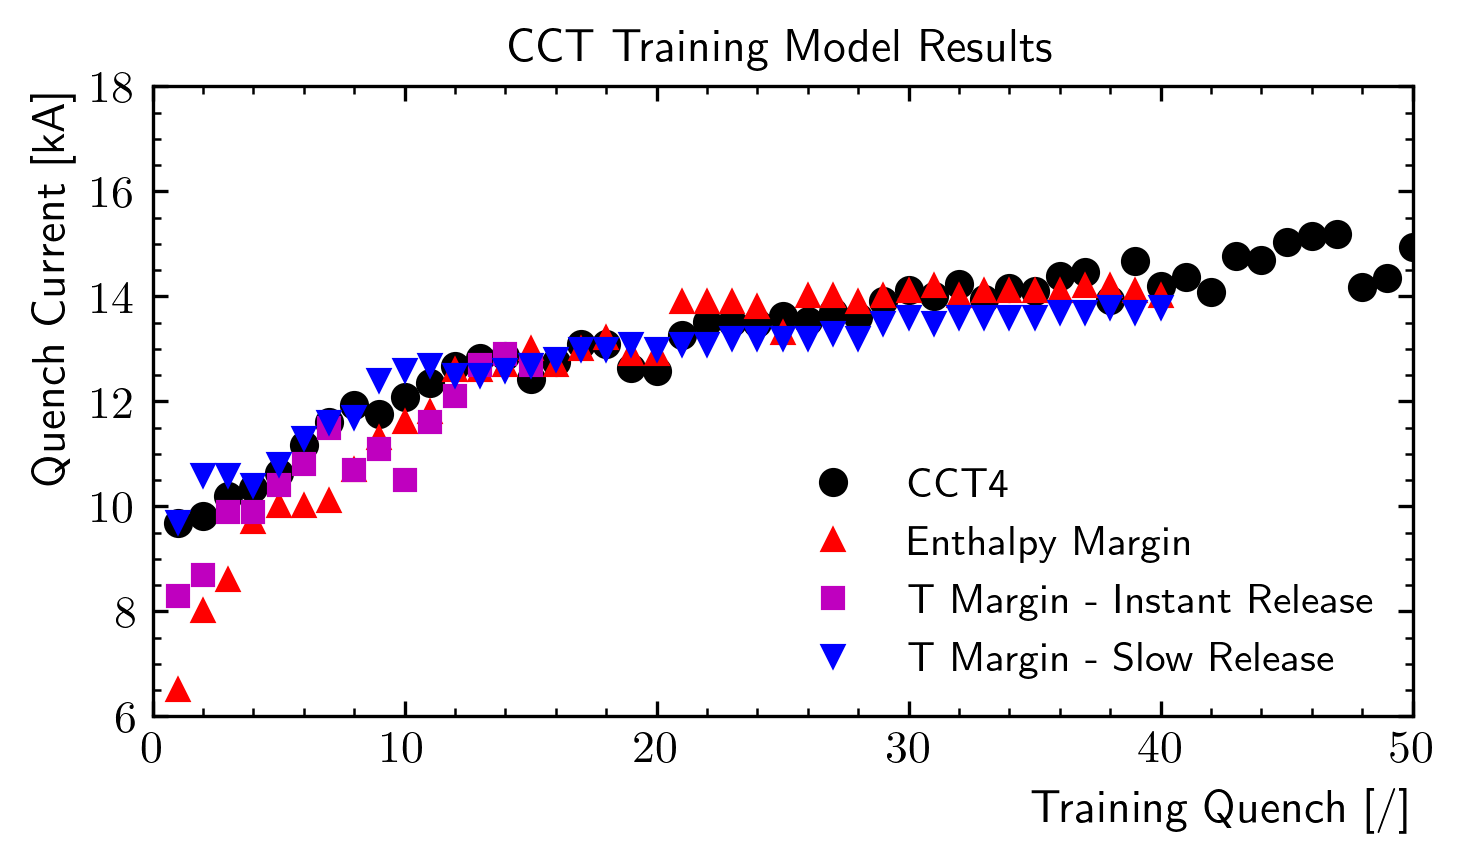 CCT Training Model Results
Quench Current [kA]
18
16
14
12
10
8
6
0 10 20 30 40 50
Training Quench [/]
CCT4
Enthalpy Margin
T Margin - Instant Release
T Margin - Slow Release